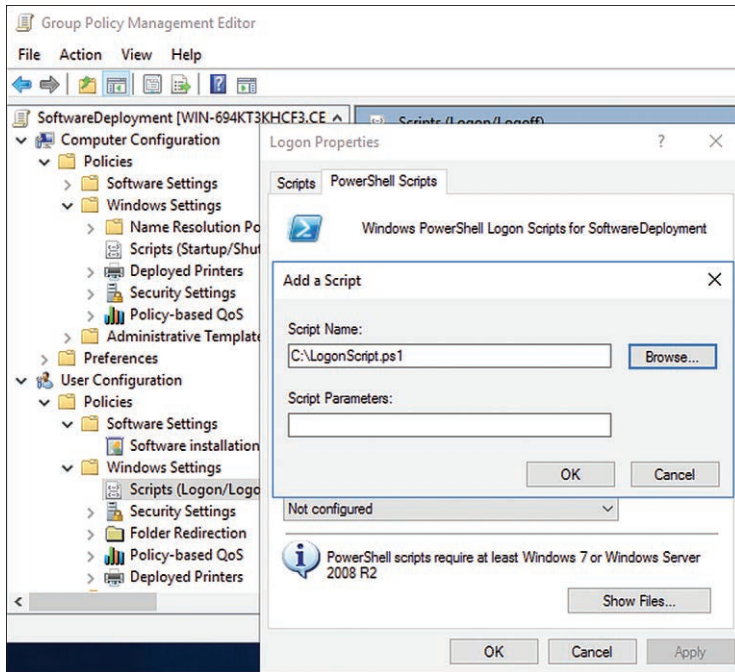 Group Policy Management Editor
File Action View Help
SoftwareDeployment [WIN-694KT3KHCF3.CE
Computer Configuration
Policies
Software Settings
Windows Settings
Name Resolution Po
Scripts (Startup/Shut
Deployed Printers
Security Settings
Policy-based QoS
Administrative Template
Preferences
User Configuration
Policies
Software Settings
Software installation
Windows Settings
Scripts (Logon/Logo
Security Settings
Folder Redirection
Policy-based QoS
Deployed Printers
Scripts (Logon/Logoff)
Logon Properties
Scripts PowerShell Scripts
Windows PowerShell Logon Scripts for SoftwareDeployment
Add a Script
Script Name:
C:\LogonScript.ps1 Browse...
Script Parameters:
OK Cancel
Not configured
PowerShell scripts require at least Windows 7 or Windows Server
2008 R2
Show Files...
OK Cancel Apply